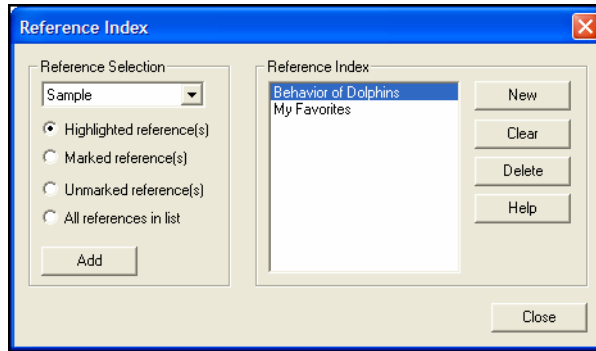 Reference Index
Reference Selection
Sample
Highlighted reference(s)
Marked reference(s)
Unmarked reference(s)
All references in list
Add
Reference Index
Behavior of Dolphins
My Favorites
New
Clear
Delete
Help
Close